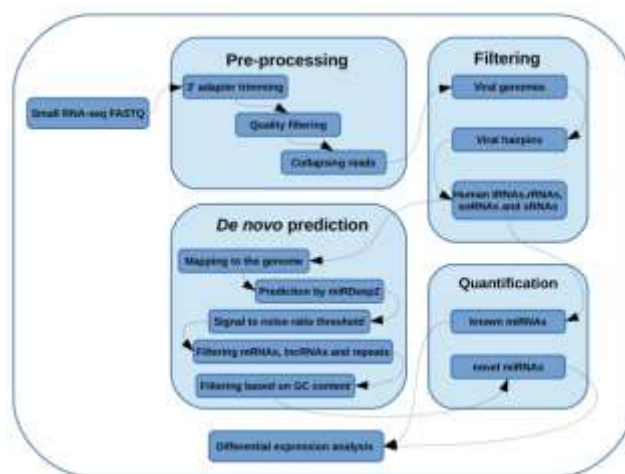 Pre-processing
Small RNA-seq FASTQ
3' adapter trimming
Quality filtering
Collapsing reads
Filtering
Viral genomes
Viral hairpins
Human tRNAs,rRNAs,
snRNAs and sRNAs
De novo prediction
Mapping to the genome
Prediction by miRDeep2
Signal to noise ratio threshold
Filtering mRNAs, lncRNAs and repeats
Filtering based on GC content
Quantification
known miRNAs
novel miRNAs
Differential expression analysis